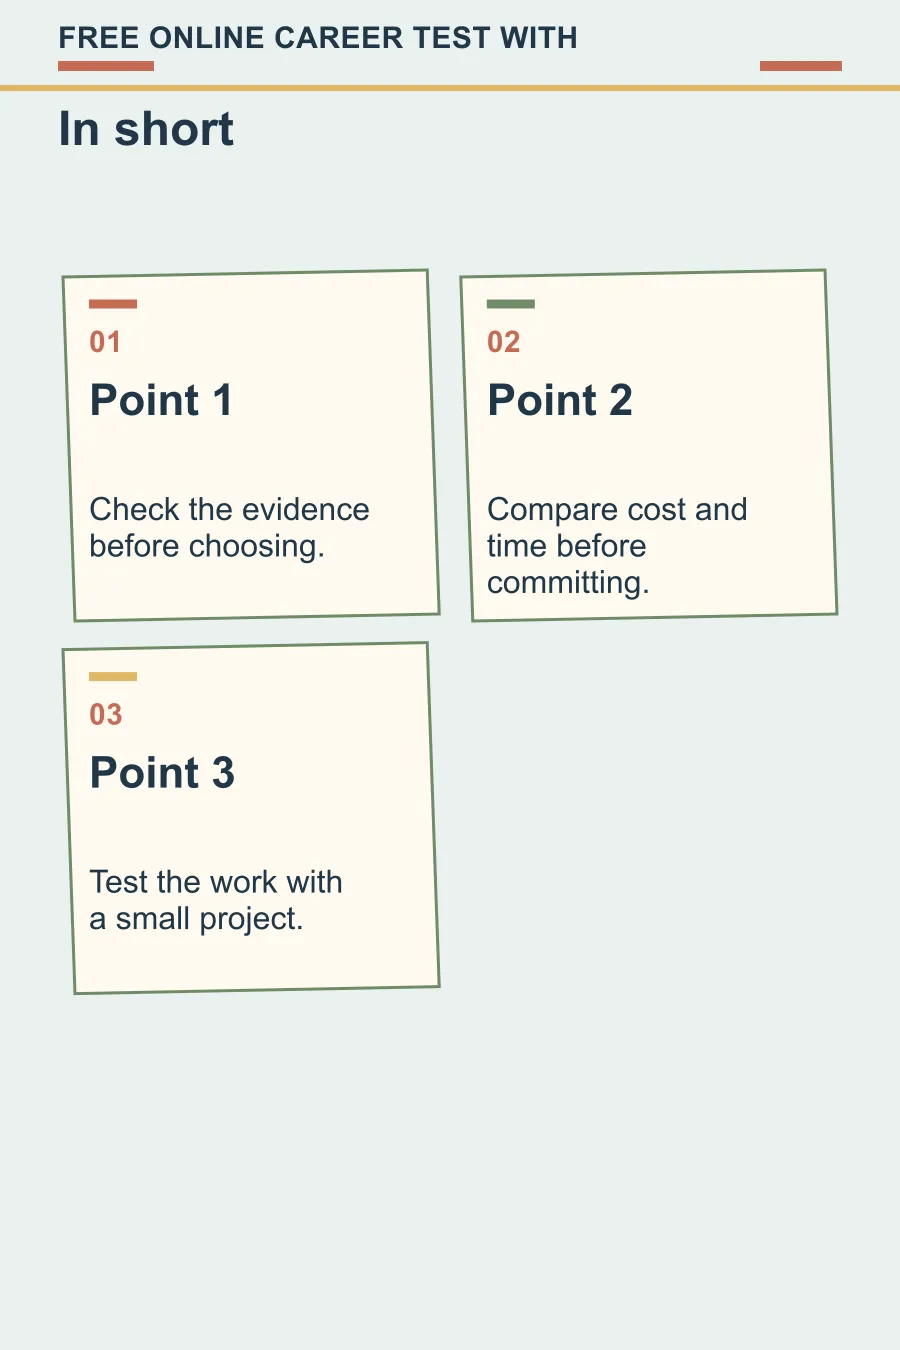 FREE ONLINE CAREER TEST WITH
In short
01
Point 1
Check the evidence
before choosing.
02
Point 2
Compare cost and
time before
committing.
03
Point 3
Test the work with
a small project.